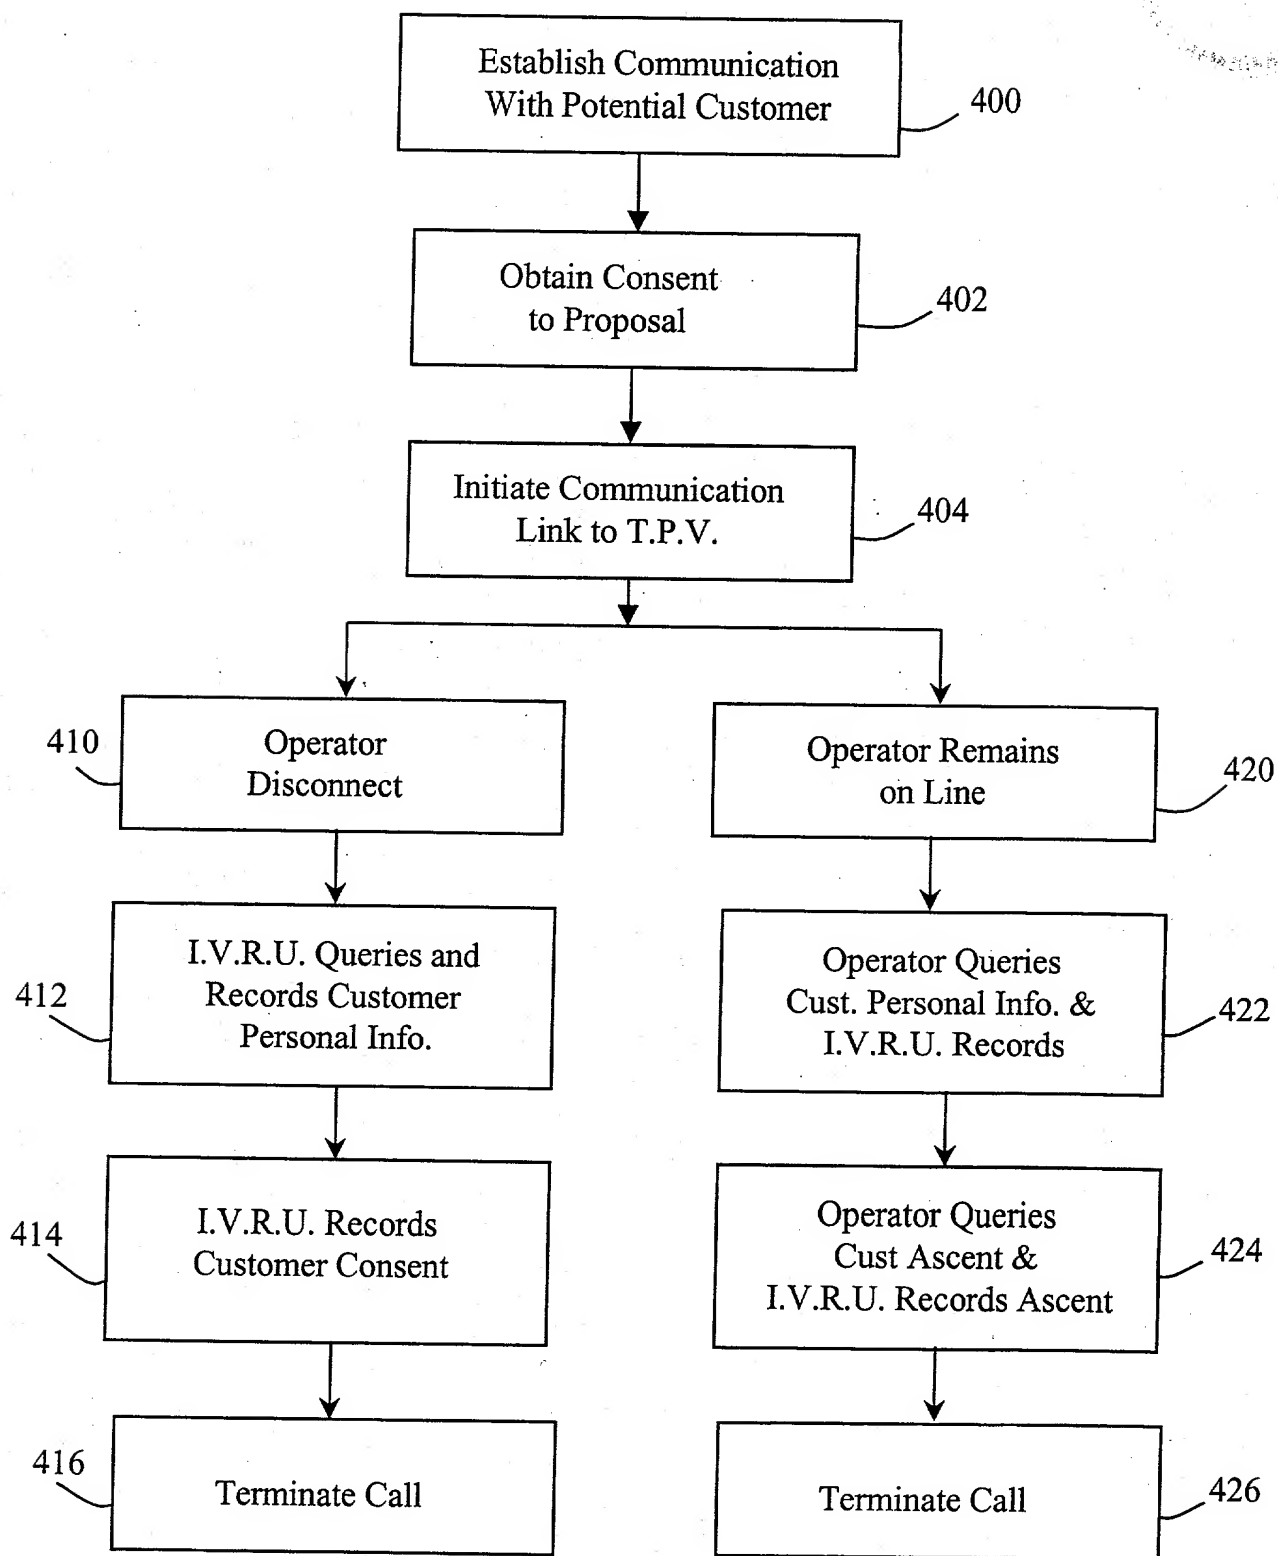 Establish Communication
With Potential Customer
400
Obtain Consent
to Proposal
402
Initiate Communication
Link to T.P.V.
404
410
Operator
Disconnect
Operator Remains
on Line
420
412
I.V.R.U. Queries and
Records Customer
Personal Info.
Operator Queries
Cust. Personal Info. &
I.V.R.U. Records
422
414
I.V.R.U. Records
Customer Consent
Operator Queries
Cust Ascent &
I.V.R.U. Records Ascent
424
416
Terminate Call
Terminate Call
426